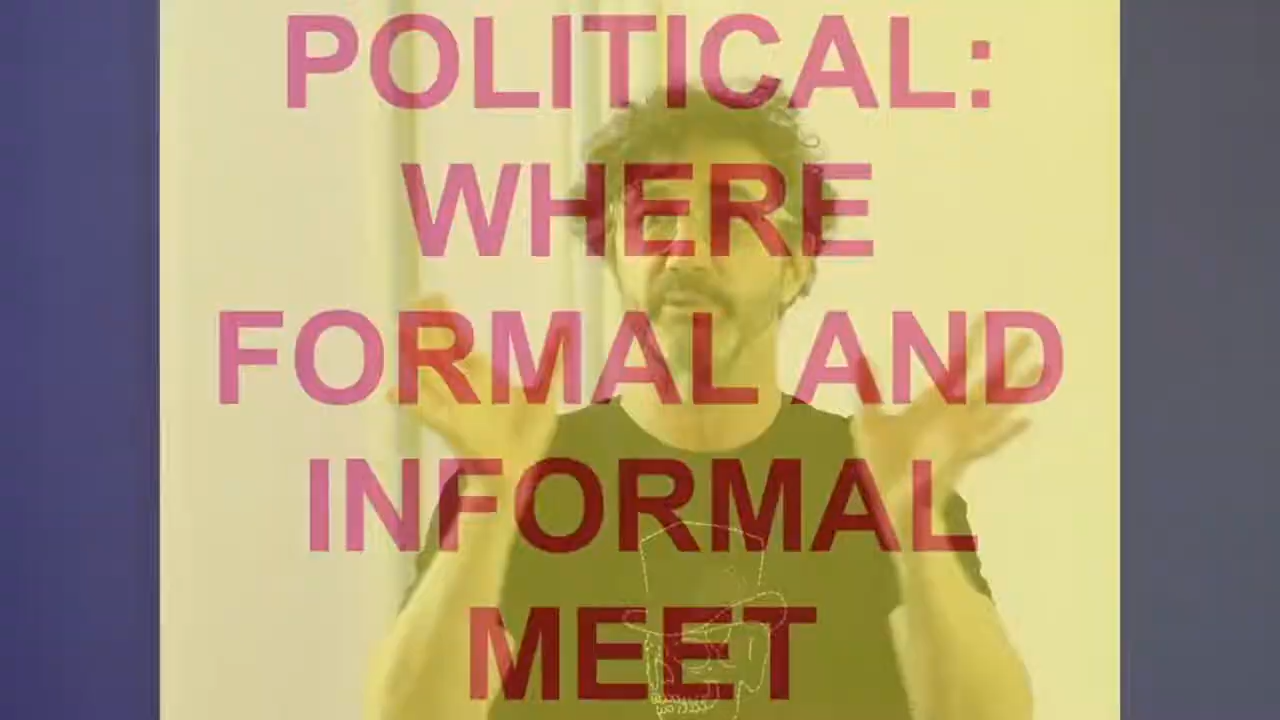 POLITICAL:
WHERE
FORMAL AND
INFORMAL
MEET